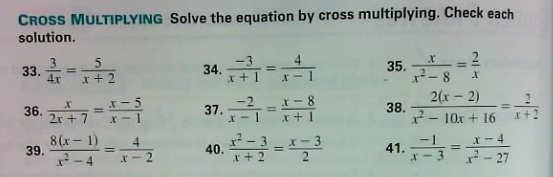 CROSS MULTIPLYING Solve the equation by cross multiplying. Check each
solution.
33. 3/4x = 5/(x + 2) 34. -3/(x + 1) = 4/(x - 1) 35. x/(x² - 8) = 2/x
36. x/(2x + 7) = (x - 5)/(x - 1) 37. -2/(x - 1) = (x - 8)/(x + 1) 38. 2(x - 2)/(x² - 10x + 16) = 2/(x + 2)
39. 8(x - 1)/(x² - 4) = 4/(x - 2) 40. (x² - 3)/(x + 2) = (x - 3)/2 41. -1/(x - 3) = (x - 4)/(x² - 27)